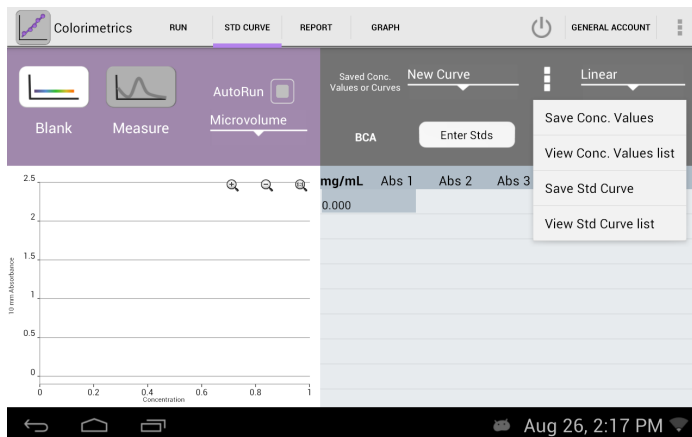 Colorimetrics RUN STD CURVE REPORT GRAPH GENERAL ACCOUNT
Blank
Measure
AutoRun
Microvolume
Saved Conc.
Values or Curves
New Curve
Linear
BCA
Enter Stds
Save Conc. Values
View Conc. Values list
Save Std Curve
View Std Curve list
mg/mL Abs 1 Abs 2 Abs 3
0.000
10 mm Absorbance
2.5
2
1.5
1
0.5
0
0 0.2 0.4 0.6 0.8 1
Concentration
Aug 26, 2:17 PM